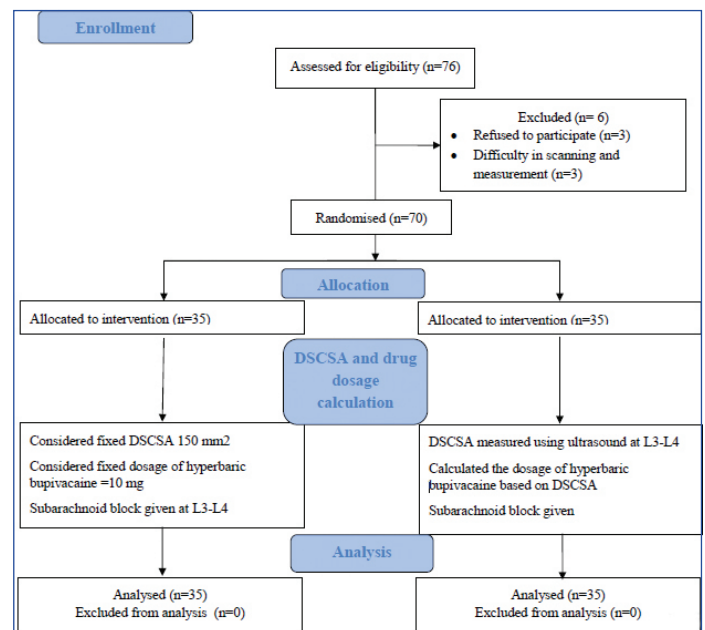 Enrollment
Assessed for eligibility (n=76)
Excluded (n= 6)
• Refused to participate (n=3)
• Difficulty in scanning and
measurement (n=3)
Randomised (n=70)
Allocation
Allocated to intervention (n=35)
Allocated to intervention (n=35)
DSCSA and drug
dosage
calculation
Considered fixed DSCSA 150 mm2
Considered fixed dosage of hyperbaric
bupivacaine =10 mg
Subarachnoid block given at L3-L4
DSCSA measured using ultrasound at L3-L4
Calculated the dosage of hyperbaric
bupivacaine based on DSCSA
Subarachnoid block given
Analysis
Analysed (n=35)
Excluded from analysis (n=0)
Analysed (n=35)
Excluded from analysis (n=0)